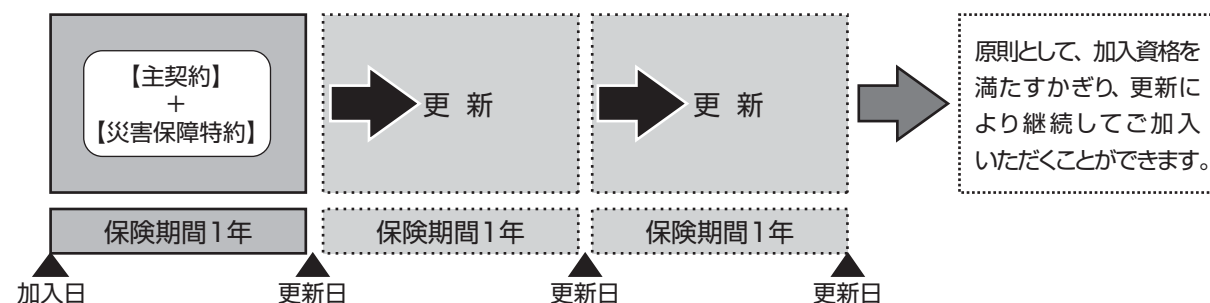 【主契約】
+
【災害保障特約】
更 新
更 新
原則として、加入資格を
満たすかぎり、更新に
より継続してご加入
いただくことができます。
保険期間1年
保険期間1年
保険期間1年
加入日
更新日
更新日
更新日